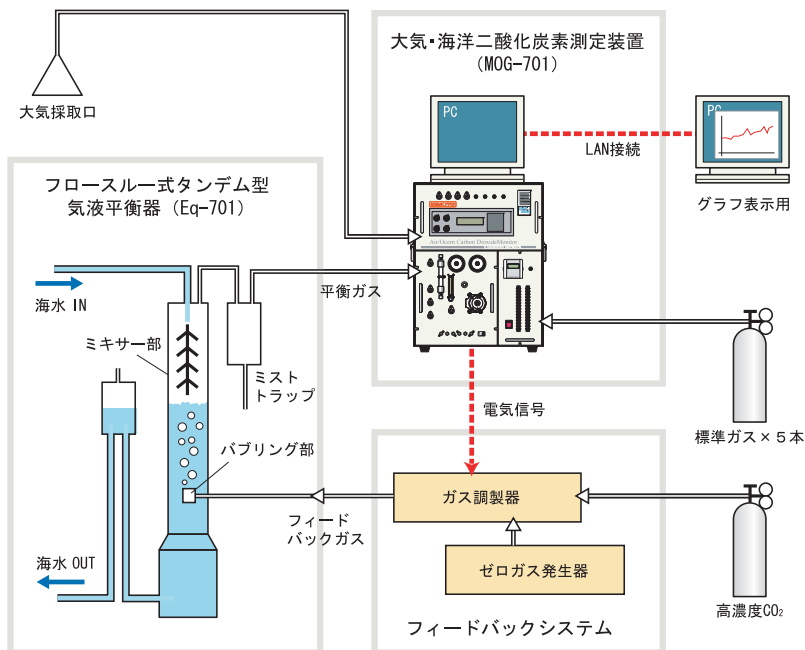 大気・海洋二酸化炭素測定装置
(MOG-701)
PC
PC
LAN接続
グラフ表示用
大気採取口
フロースルー式タンデム型
気液平衡器 (Eq-701)
海水 IN
平衡ガス
ミキサー部
ミスト
トラップ
バブリング部
海水 OUT
電気信号
標準ガス×5本
ガス調製器
フィード
バックガス
ゼロガス発生器
高濃度CO₂
フィードバックシステム